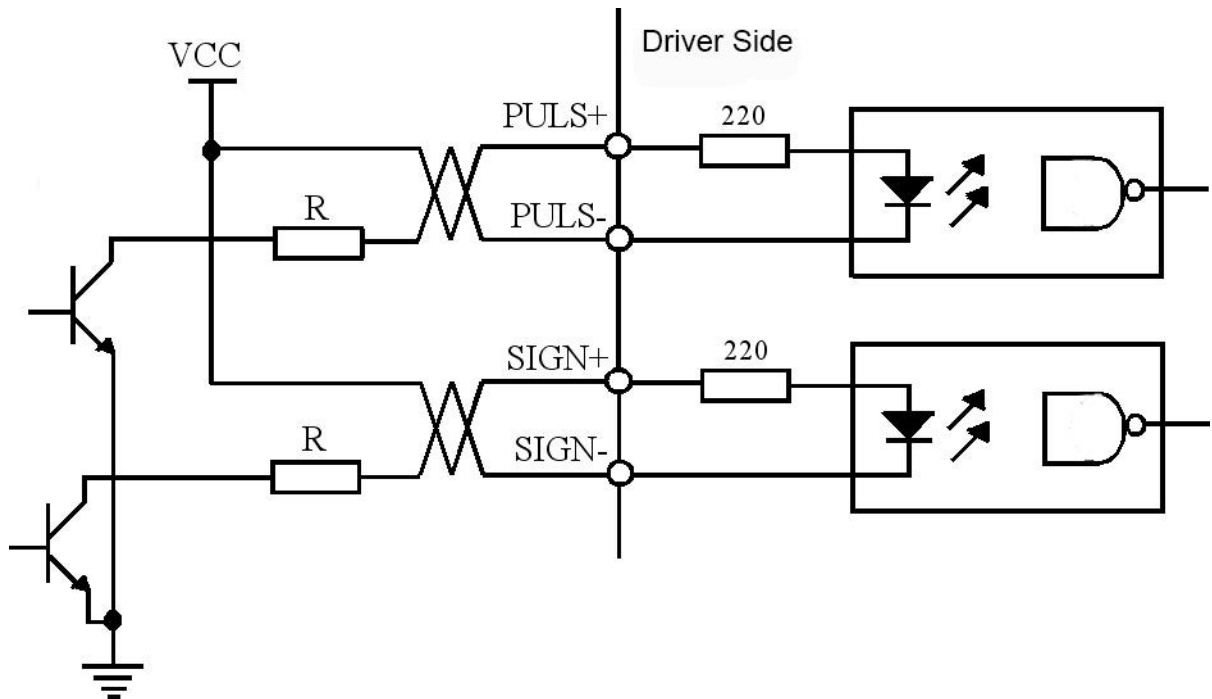 Driver Side
VCC
PULS+
220
R
PULS-
SIGN+
220
R
SIGN-